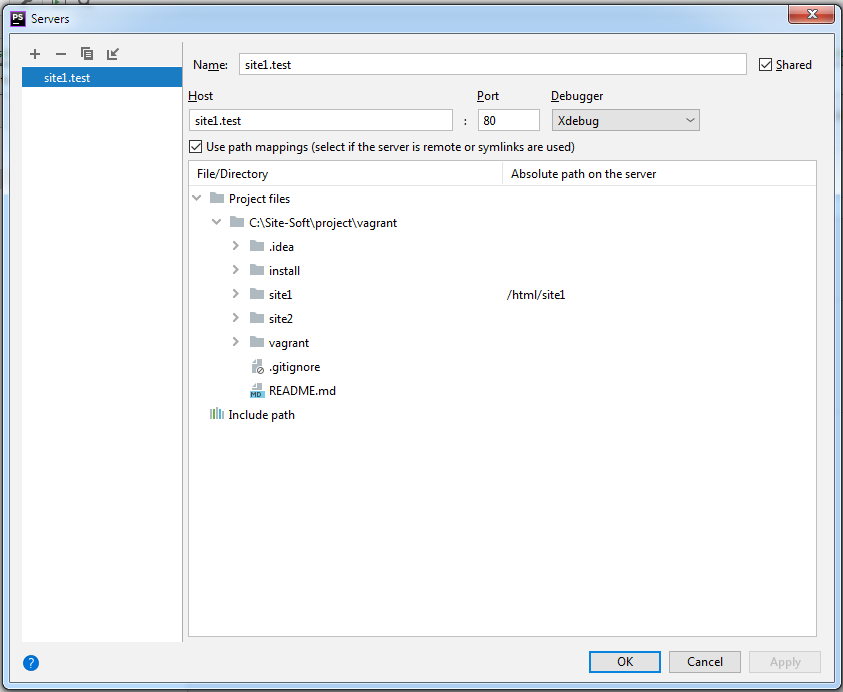 PS Servers
site1.test
Name: site1.test Shared
Host Port Debugger
site1.test : 80 Xdebug
Use path mappings (select if the server is remote or symlinks are used)
File/Directory Absolute path on the server
Project files
C:\Site-Soft\project\vagrant
.idea
install
site1 /html/site1
site2
vagrant
.gitignore
MD README.md
Include path
? OK Cancel Apply